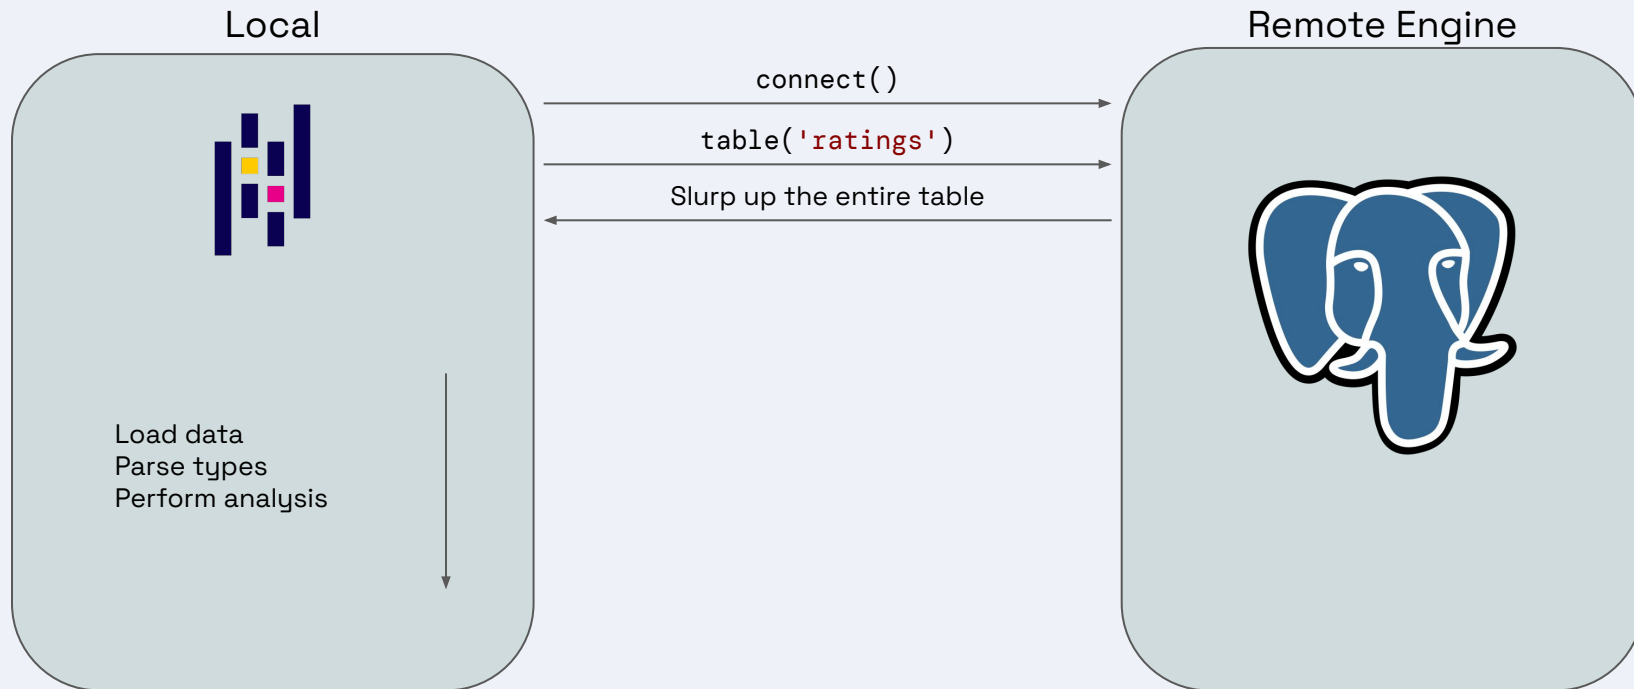 Local
Remote Engine
connect()
table('ratings')
Slurp up the entire table
Load data
Parse types
Perform analysis